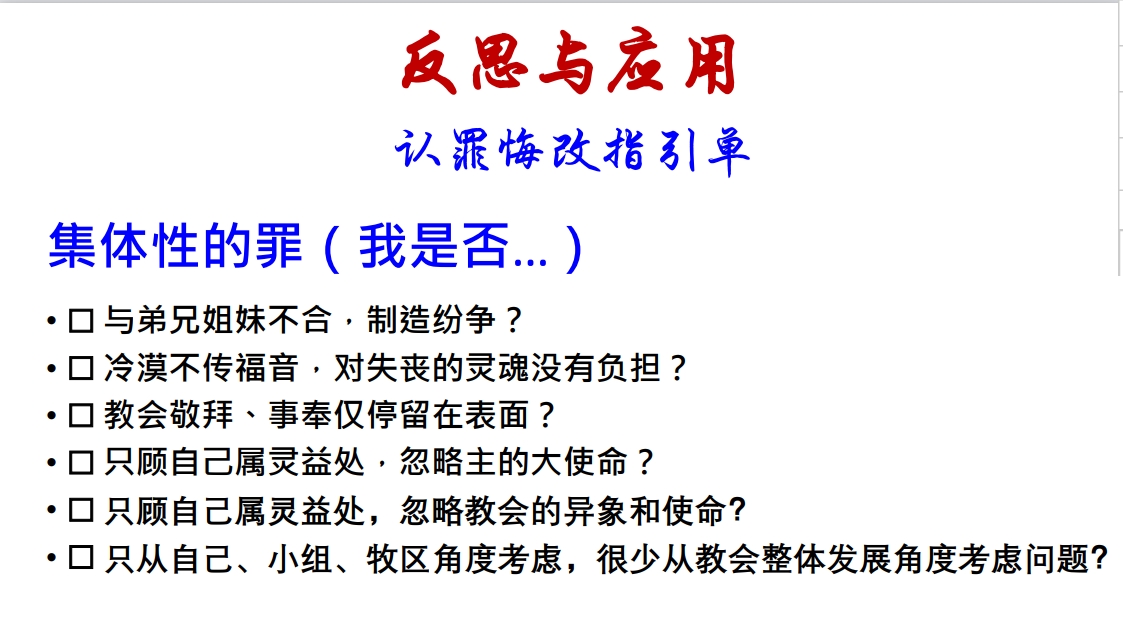 反思与应用
认罪悔改指引单
集体性的罪（我是否...）
• □ 与弟兄姐妹不合，制造纷争？
• □ 冷漠不传福音，对失丧的灵魂没有负担？
• □ 教会敬拜、事奉仅停留在表面？
• □ 只顾自己属灵益处，忽略主的大使命？
• □ 只顾自己属灵益处，忽略教会的异象和使命?
• □ 只从自己、小组、牧区角度考虑，很少从教会整体发展角度考虑问题?